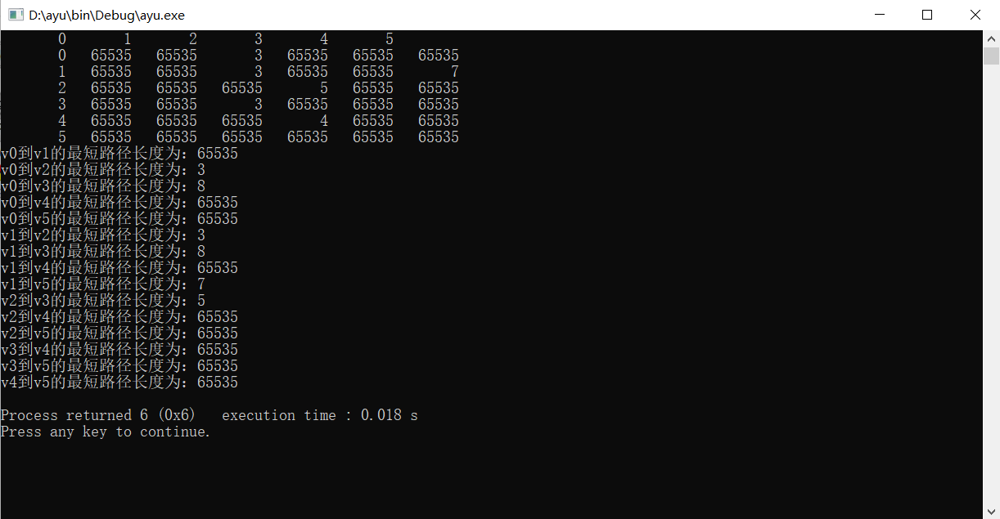 D:\ayu\bin\Debug\ayu.exe
0 1 2 3 4 5
0 65535 65535 3 65535 65535 65535
1 65535 65535 3 65535 65535 7
2 65535 65535 65535 5 65535 65535
3 65535 65535 3 65535 65535 65535
4 65535 65535 65535 4 65535 65535
5 65535 65535 65535 65535 65535 65535
v0到v1的最短路径长度为：65535
v0到v2的最短路径长度为：3
v0到v3的最短路径长度为：8
v0到v4的最短路径长度为：65535
v0到v5的最短路径长度为：65535
v1到v2的最短路径长度为：3
v1到v3的最短路径长度为：8
v1到v4的最短路径长度为：65535
v1到v5的最短路径长度为：7
v2到v3的最短路径长度为：5
v2到v4的最短路径长度为：65535
v2到v5的最短路径长度为：65535
v3到v4的最短路径长度为：65535
v3到v5的最短路径长度为：65535
v4到v5的最短路径长度为：65535
Process returned 6 (0x6)   execution time : 0.018 s
Press any key to continue.